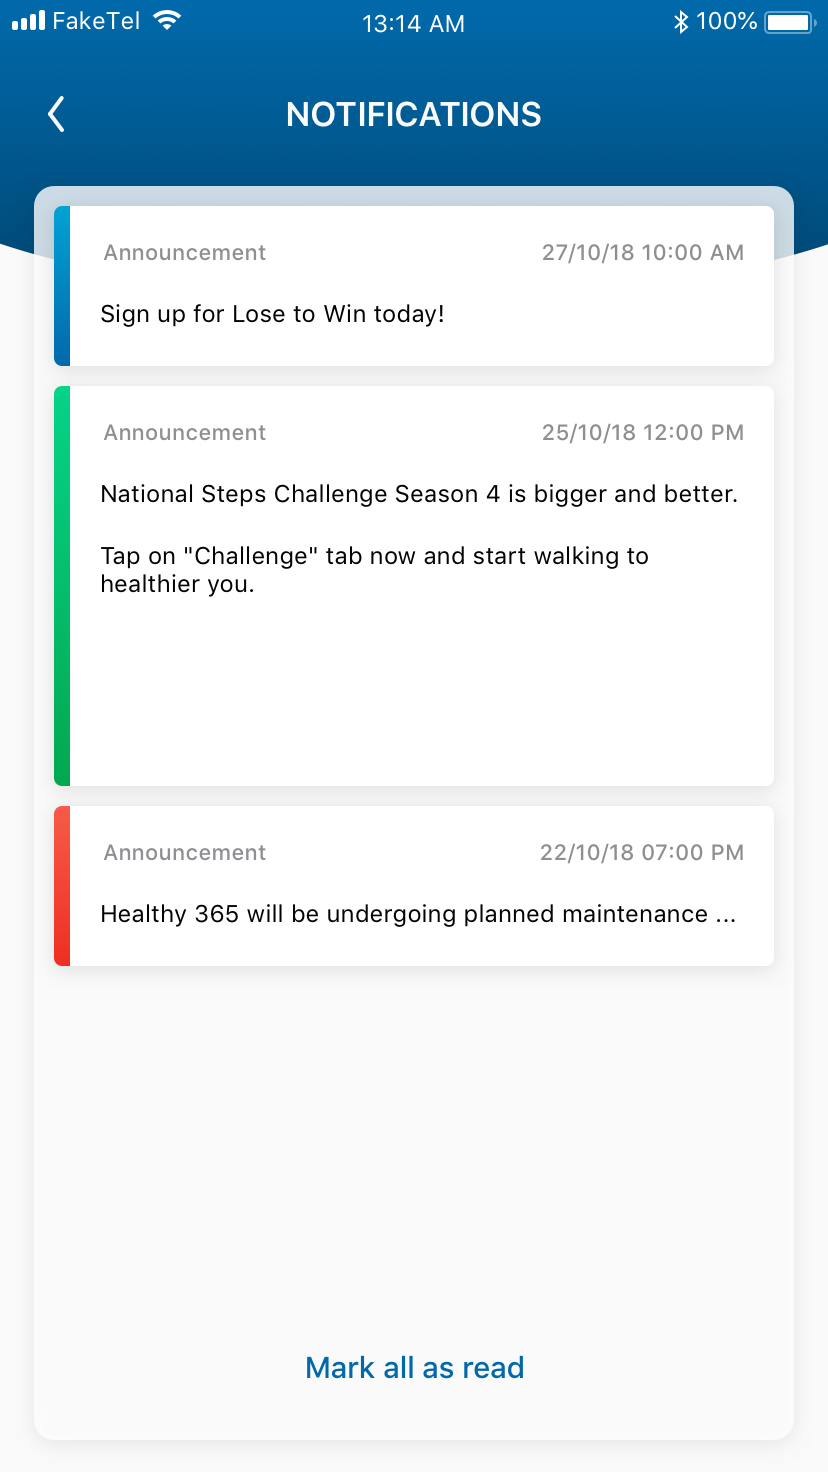 FakeTel
13:14 AM
100%
NOTIFICATIONS
Announcement 27/10/18 10:00 AM
Sign up for Lose to Win today!
Announcement 25/10/18 12:00 PM
National Steps Challenge Season 4 is bigger and better.
Tap on "Challenge" tab now and start walking to
healthier you.
Announcement 22/10/18 07:00 PM
Healthy 365 will be undergoing planned maintenance ...
Mark all as read